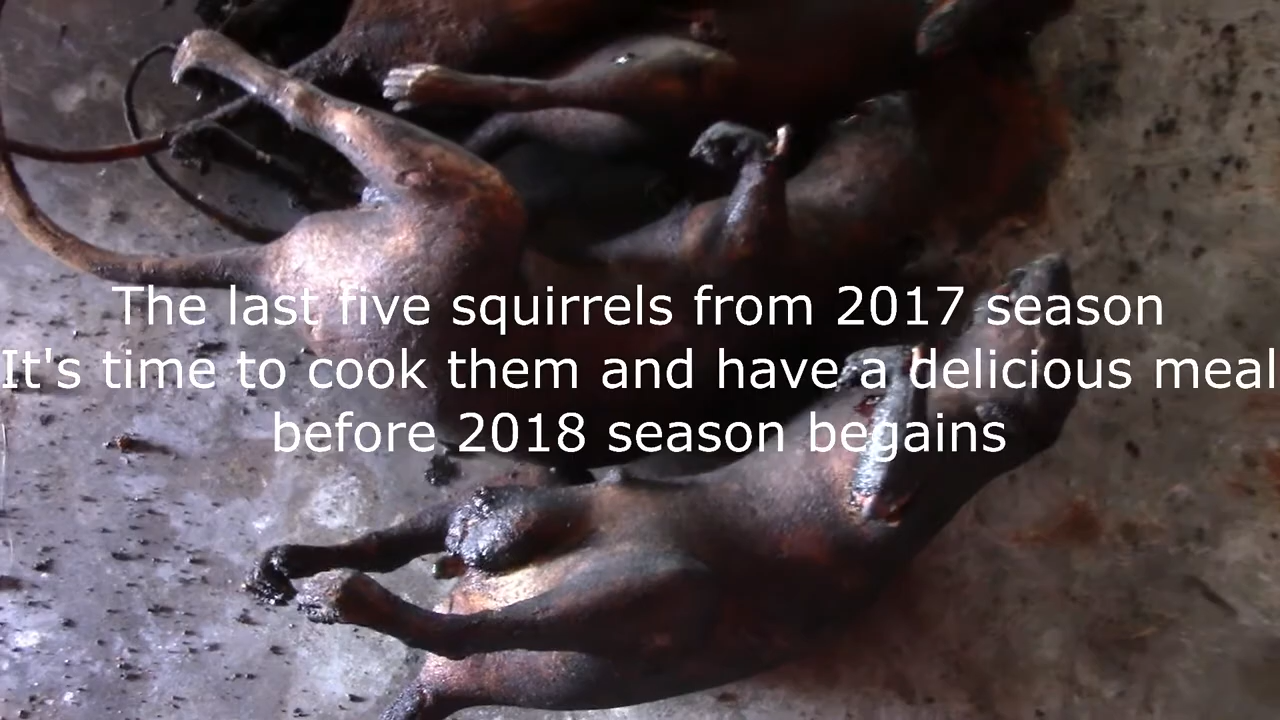 The last five squirrels from 2017 season
It's time to cook them and have a delicious meal
before 2018 season begains